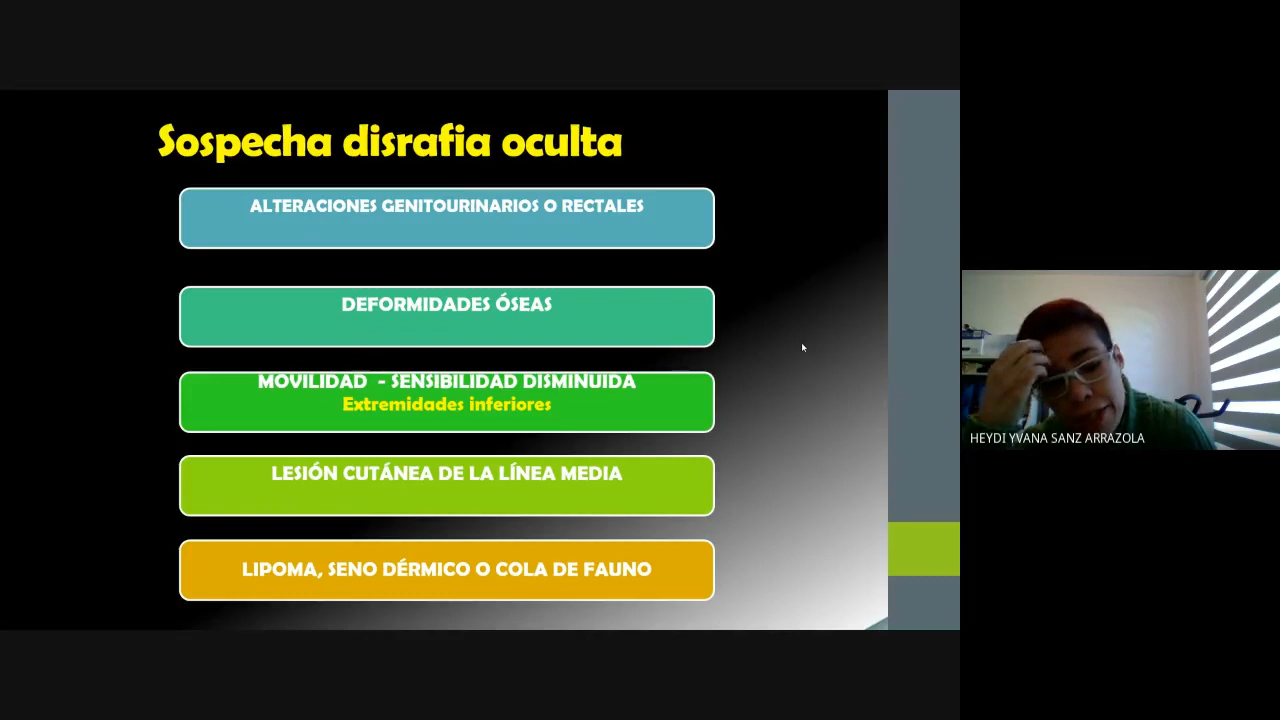 Sospecha disrafia oculta
ALTERACIONES GENITOURINARIOS O RECTALES
DEFORMIDADES ÓSEAS
MOVILIDAD - SENSIBILIDAD DISMINUIDA
Extremidades inferiores
LESIÓN CUTÁNEA DE LA LÍNEA MEDIA
LIPOMA, SENO DÉRMICO O COLA DE FAUNO
HEYDI YVANA SANZ ARRAZOLA